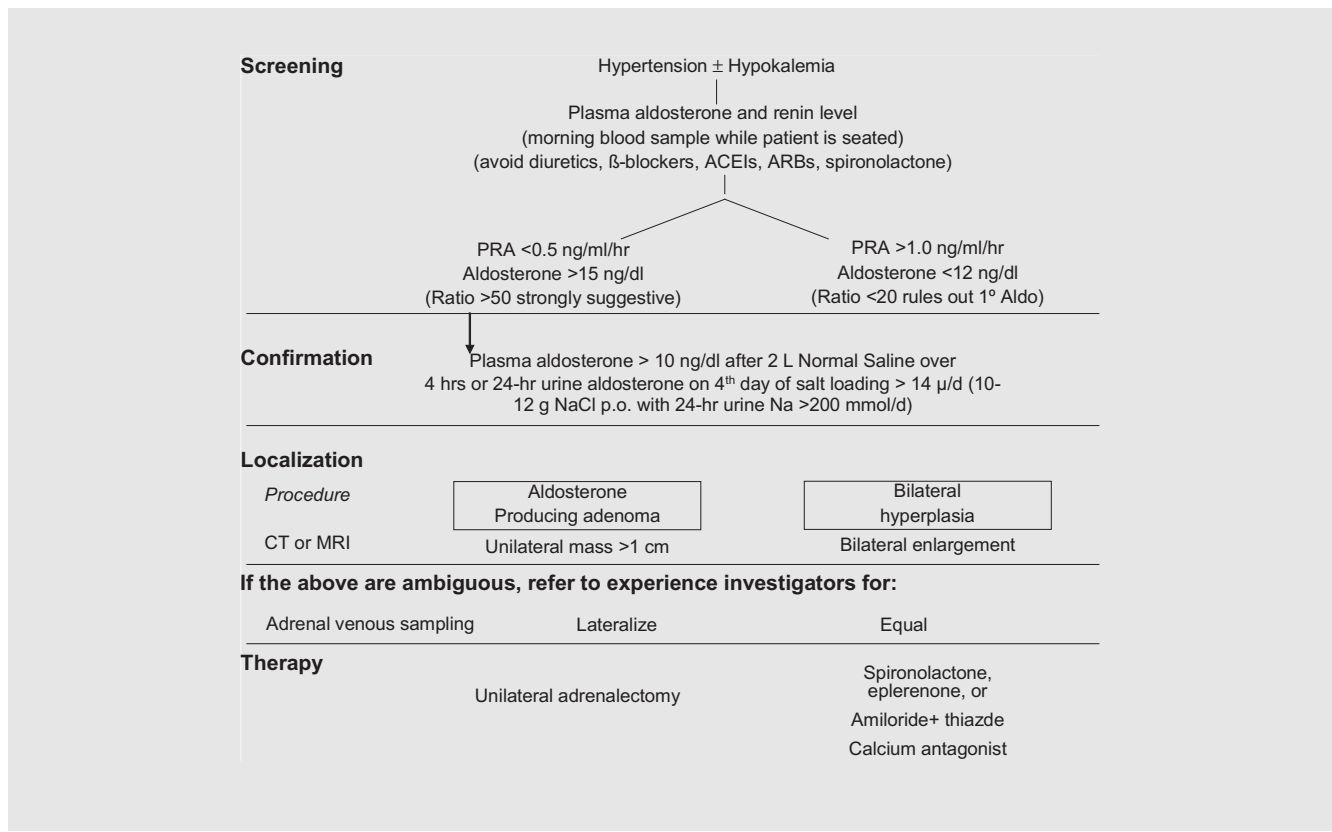 Screening
Hypertension ± Hypokalemia
Plasma aldosterone and renin level
(morning blood sample while patient is seated)
(avoid diuretics, ß-blockers, ACEIs, ARBs, spironolactone)
PRA <0.5 ng/ml/hr
Aldosterone >15 ng/dl
(Ratio >50 strongly suggestive)
PRA >1.0 ng/ml/hr
Aldosterone <12 ng/dl
(Ratio <20 rules out 1º Aldo)
Confirmation
Plasma aldosterone > 10 ng/dl after 2 L Normal Saline over
4 hrs or 24-hr urine aldosterone on 4th day of salt loading > 14 µ/d (10-
12 g NaCl p.o. with 24-hr urine Na >200 mmol/d)
Localization
Procedure
Aldosterone
Producing adenoma
Bilateral
hyperplasia
CT or MRI
Unilateral mass >1 cm
Bilateral enlargement
If the above are ambiguous, refer to experience investigators for:
Adrenal venous sampling
Lateralize
Equal
Therapy
Unilateral adrenalectomy
Spironolactone,
eplerenone, or
Amiloride+ thiazde
Calcium antagonist